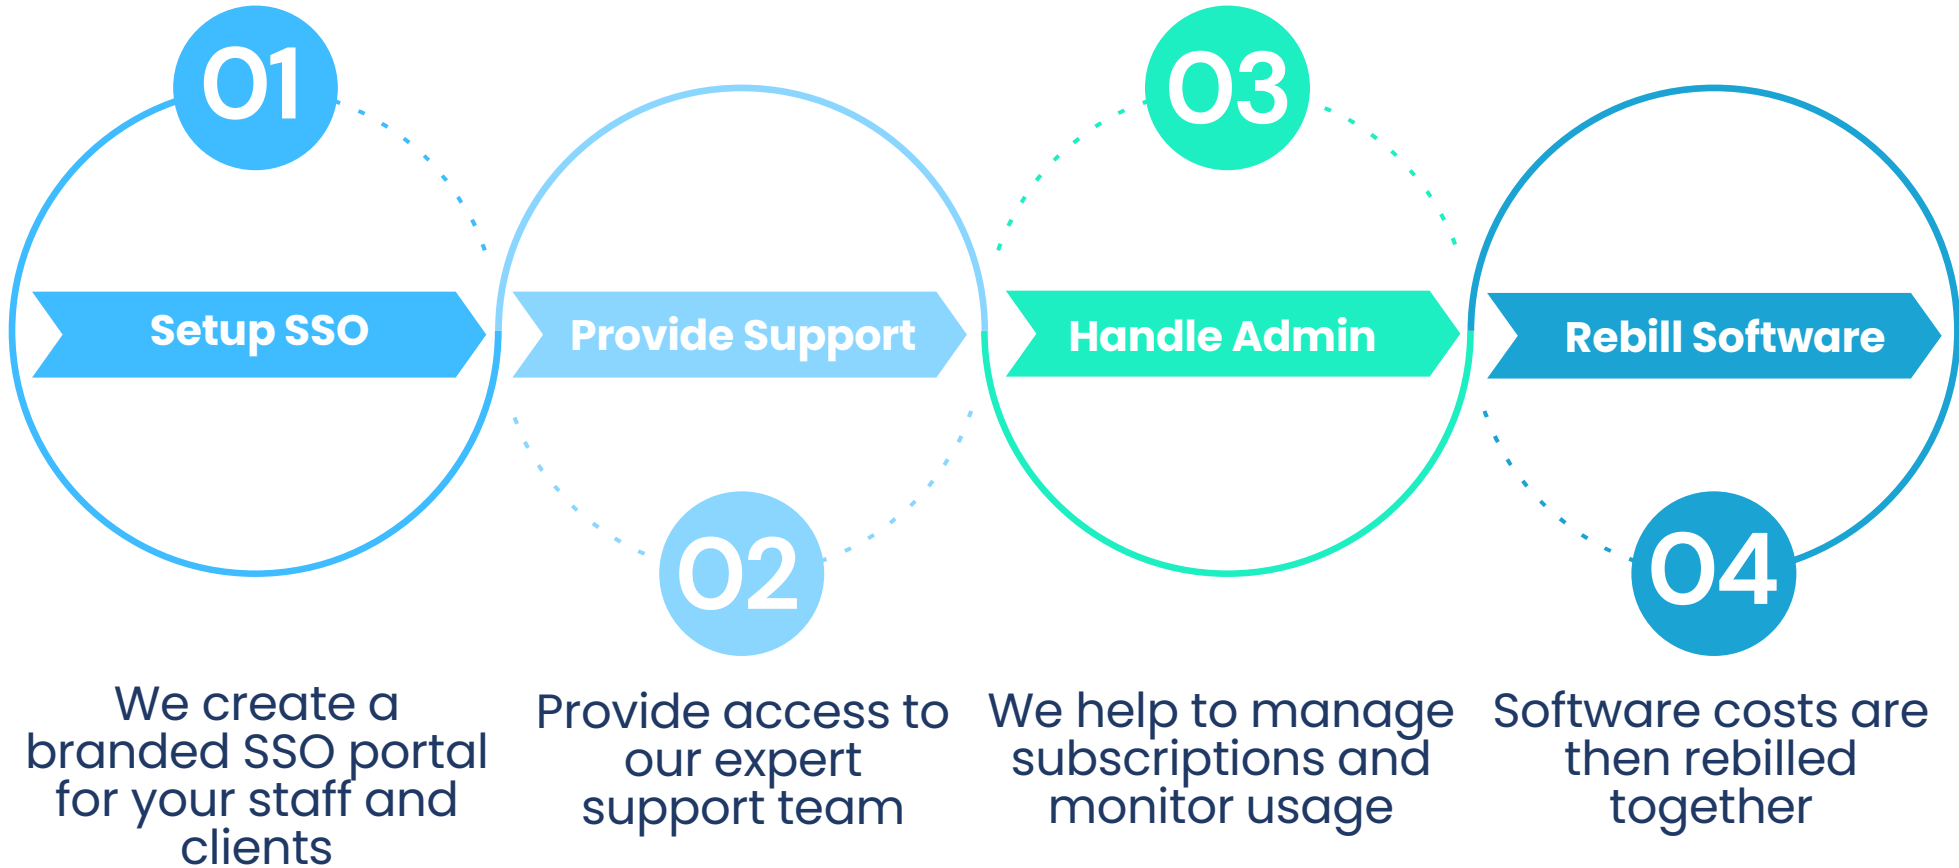 01
Setup SSO
We create a
branded SSO portal
for your staff and
clients
Provide Support
02
Provide access to
our expert
support team
03
Handle Admin
We help to manage
subscriptions and
monitor usage
Rebill Software
04
Software costs are
then rebilled
together